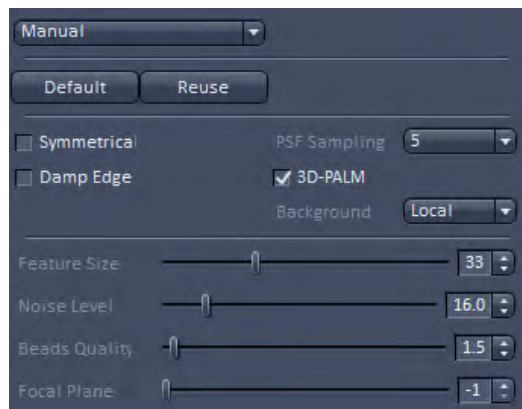 Manual
Default Reuse
Symmetrical PSF Sampling 5
Damp Edge 3D-PALM
Background Local
Feature Size 33
Noise Level 16.0
Beads Quality 1.5
Focal Plane -1